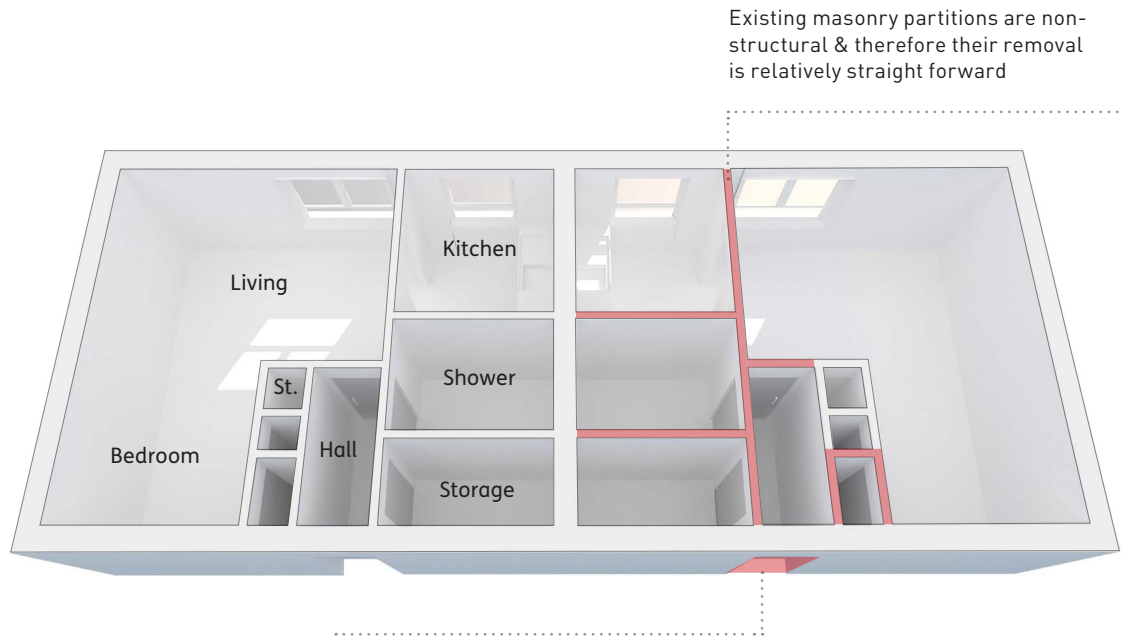 Existing masonry partitions are non-
structural & therefore their removal
is relatively straight forward
Kitchen
Living
Shower
St.
Hall
Bedroom
Storage